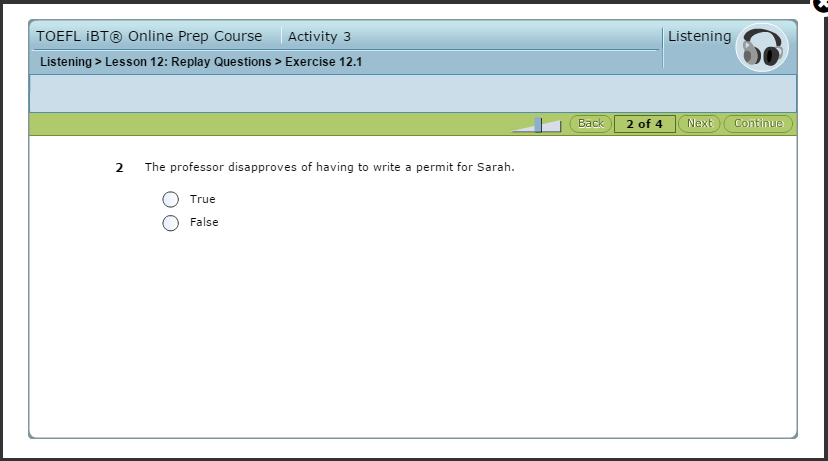 TOEFL iBT® Online Prep Course Activity 3 Listening
Listening > Lesson 12: Replay Questions > Exercise 12.1
Back 2 of 4 Next Continue
2 The professor disapproves of having to write a permit for Sarah.
True
False